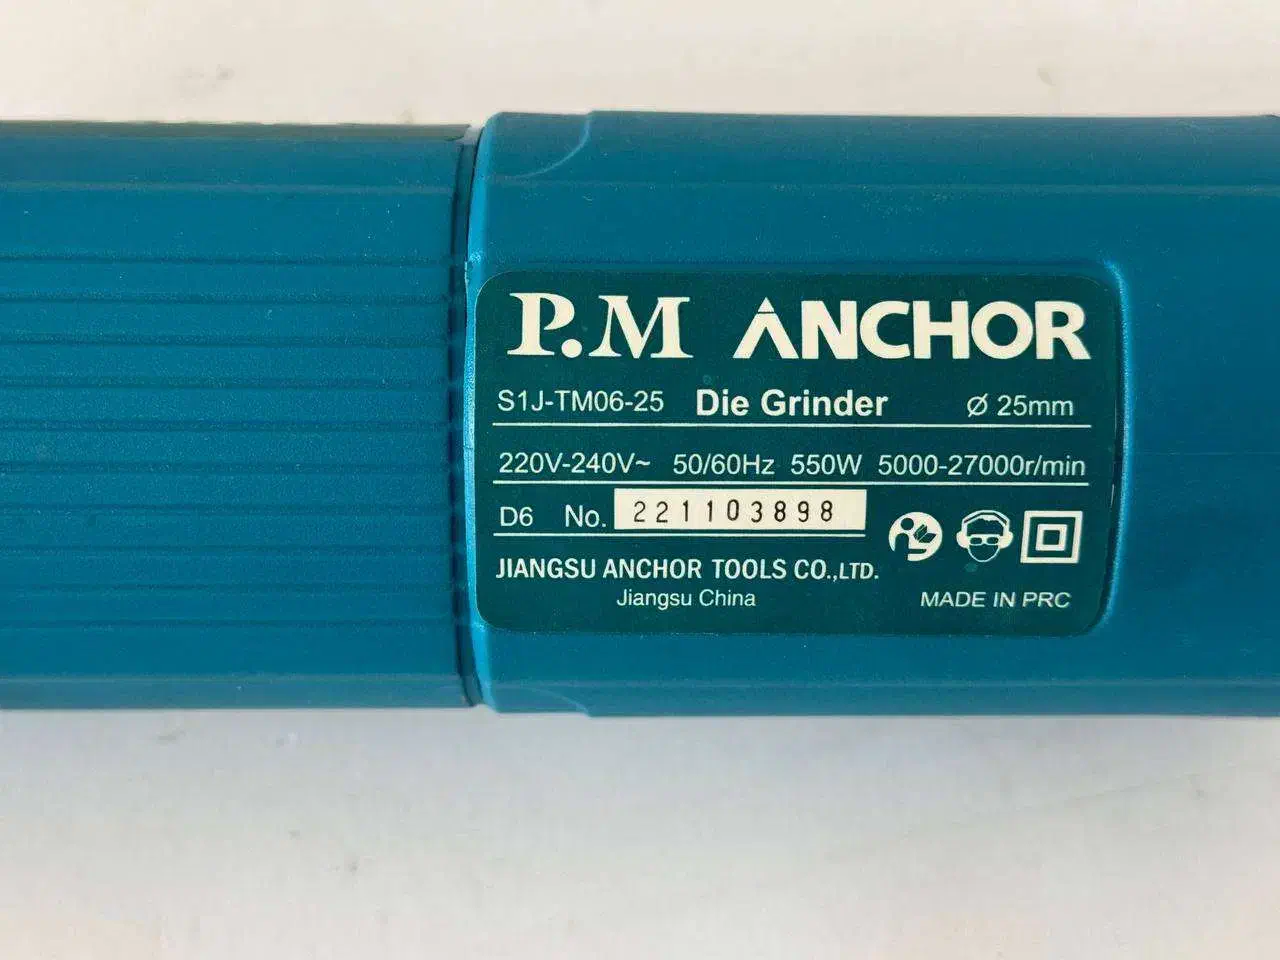 P.M ANCHOR
S1J-TM06-25 Die Grinder Ø 25mm
220V-240V~ 50/60Hz 550W 5000-27000r/min
D6 No. 221103898
JIANGSU ANCHOR TOOLS CO.,LTD.
Jiangsu China MADE IN PRC